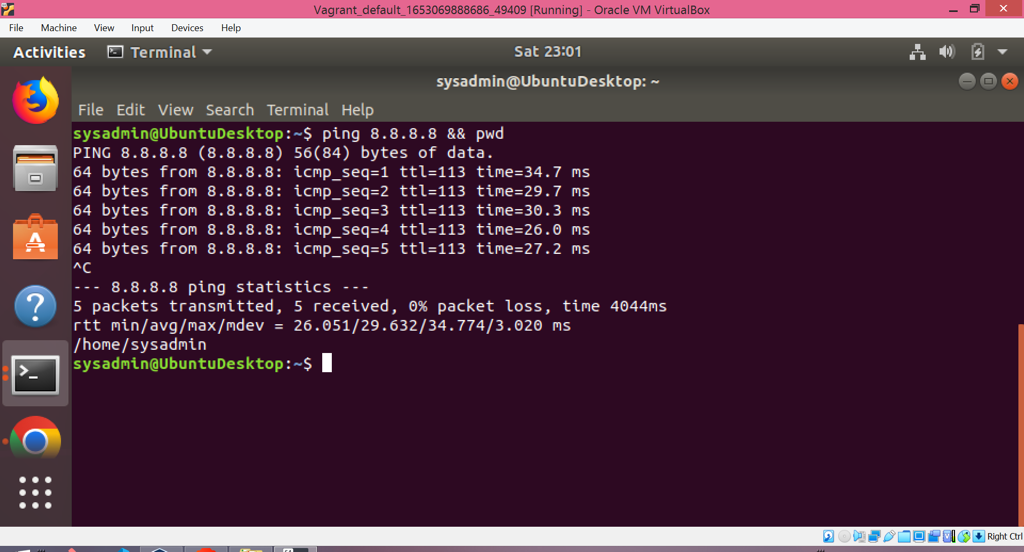 Vagrant_default_1653069888686_49409 [Running] - Oracle VM VirtualBox
File Machine View Input Devices Help
Activities Terminal Sat 23:01
sysadmin@UbuntuDesktop: ~
File Edit View Search Terminal Help
sysadmin@UbuntuDesktop:~$ ping 8.8.8.8 && pwd
PING 8.8.8.8 (8.8.8.8) 56(84) bytes of data.
64 bytes from 8.8.8.8: icmp_seq=1 ttl=113 time=34.7 ms
64 bytes from 8.8.8.8: icmp_seq=2 ttl=113 time=29.7 ms
64 bytes from 8.8.8.8: icmp_seq=3 ttl=113 time=30.3 ms
64 bytes from 8.8.8.8: icmp_seq=4 ttl=113 time=26.0 ms
64 bytes from 8.8.8.8: icmp_seq=5 ttl=113 time=27.2 ms
^C
--- 8.8.8.8 ping statistics ---
5 packets transmitted, 5 received, 0% packet loss, time 4044ms
rtt min/avg/max/mdev = 26.051/29.632/34.774/3.020 ms
/home/sysadmin
sysadmin@UbuntuDesktop:~$
Right Ctrl